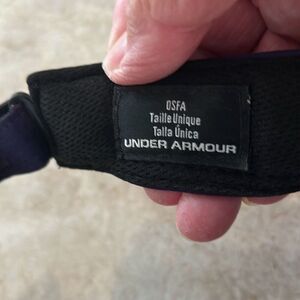 OSFA
Taille Unique
Talla Única
UNDER ARMOUR